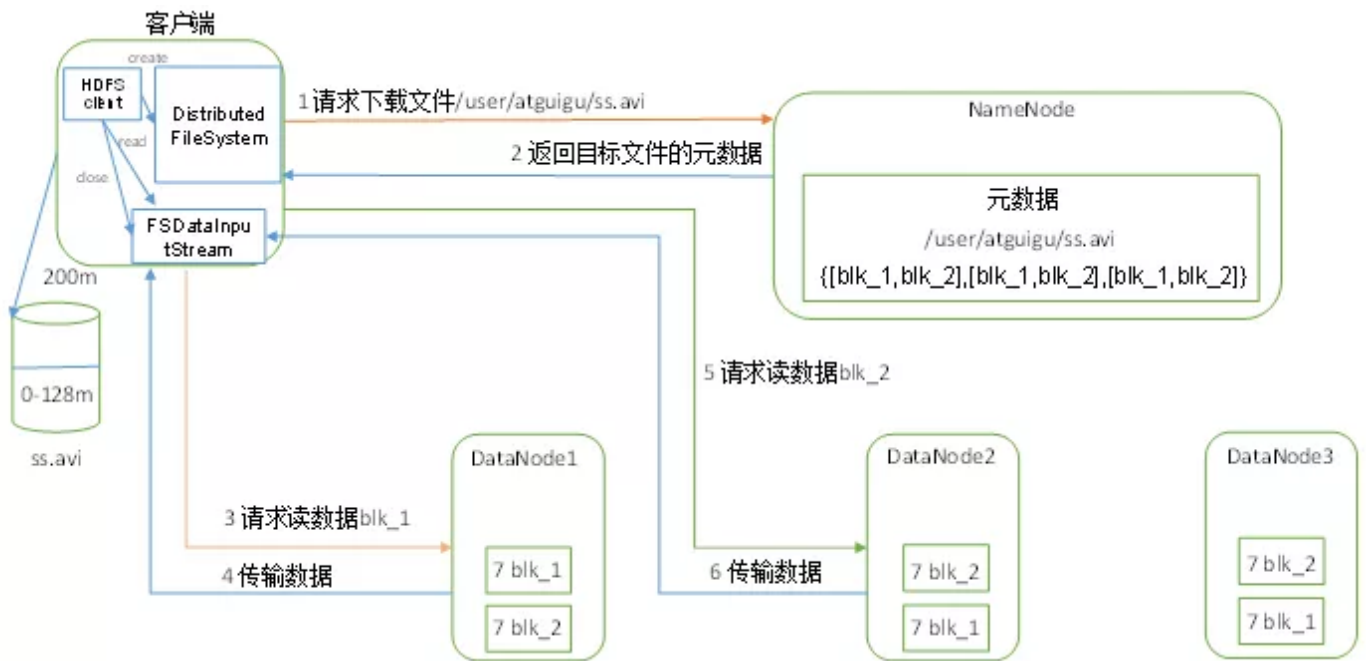 客户端
create
HDFS
client
Distributed
FileSystem
read
close
FSDataInpu
tStream
1 请求下载文件/user/atguigu/ss.avi
2 返回目标文件的元数据
NameNode
元数据
/user/atguigu/ss.avi
{[blk_1,blk_2],[blk_1,blk_2],[blk_1,blk_2]}
200m
0-128m
ss.avi
5 请求读数据blk_2
3 请求读数据blk_1
4 传输数据
6 传输数据
DataNode1
7 blk_1
7 blk_2
DataNode2
7 blk_2
7 blk_1
DataNode3
7 blk_2
7 blk_1